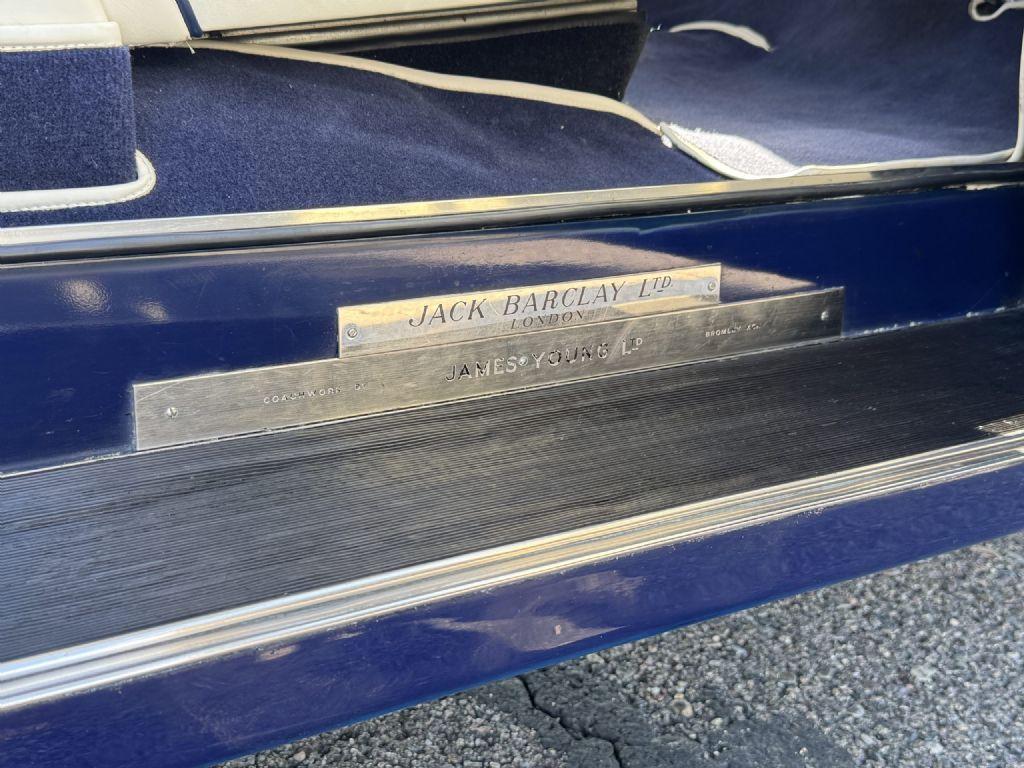 JACK BARCLAY LTD.
LONDON
COACHWORK BY JAMES YOUNG LTD BROMLEY